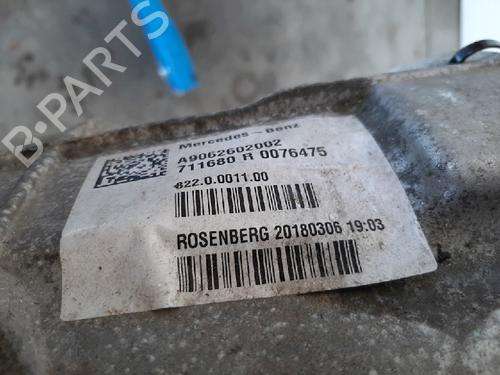 Mercedes-Benz
A9062602002
711680 R 0076475
822.0.0011.00
ROSENBERG 20180306 19:03
B-PARTS